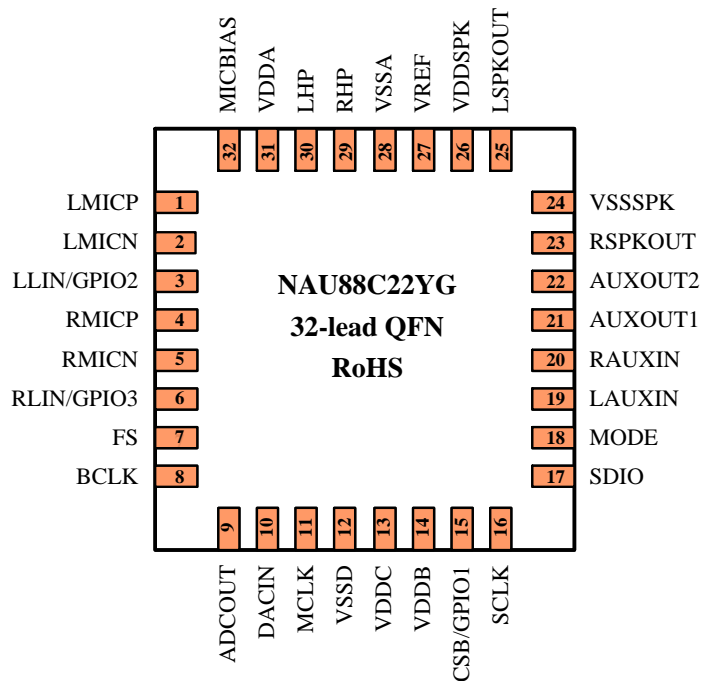 MICBIAS
VDDA
LHP
RHP
VSSA
VREF
VDDSPK
LSPKOUT
32
31
30
29
28
27
26
25
LMICP 1
LMICN 2
LLIN/GPIO2 3
RMICP 4
RMICN 5
RLIN/GPIO3 6
FS 7
BCLK 8
NAU88C22YG
32-lead QFN
RoHS
24 VSSSPK
23 RSPKOUT
22 AUXOUT2
21 AUXOUT1
20 RAUXIN
19 LAUXIN
18 MODE
17 SDIO
9
10
11
12
13
14
15
16
ADCOUT
DACIN
MCLK
VSSD
VDDC
VDDB
CSB/GPIO1
SCLK